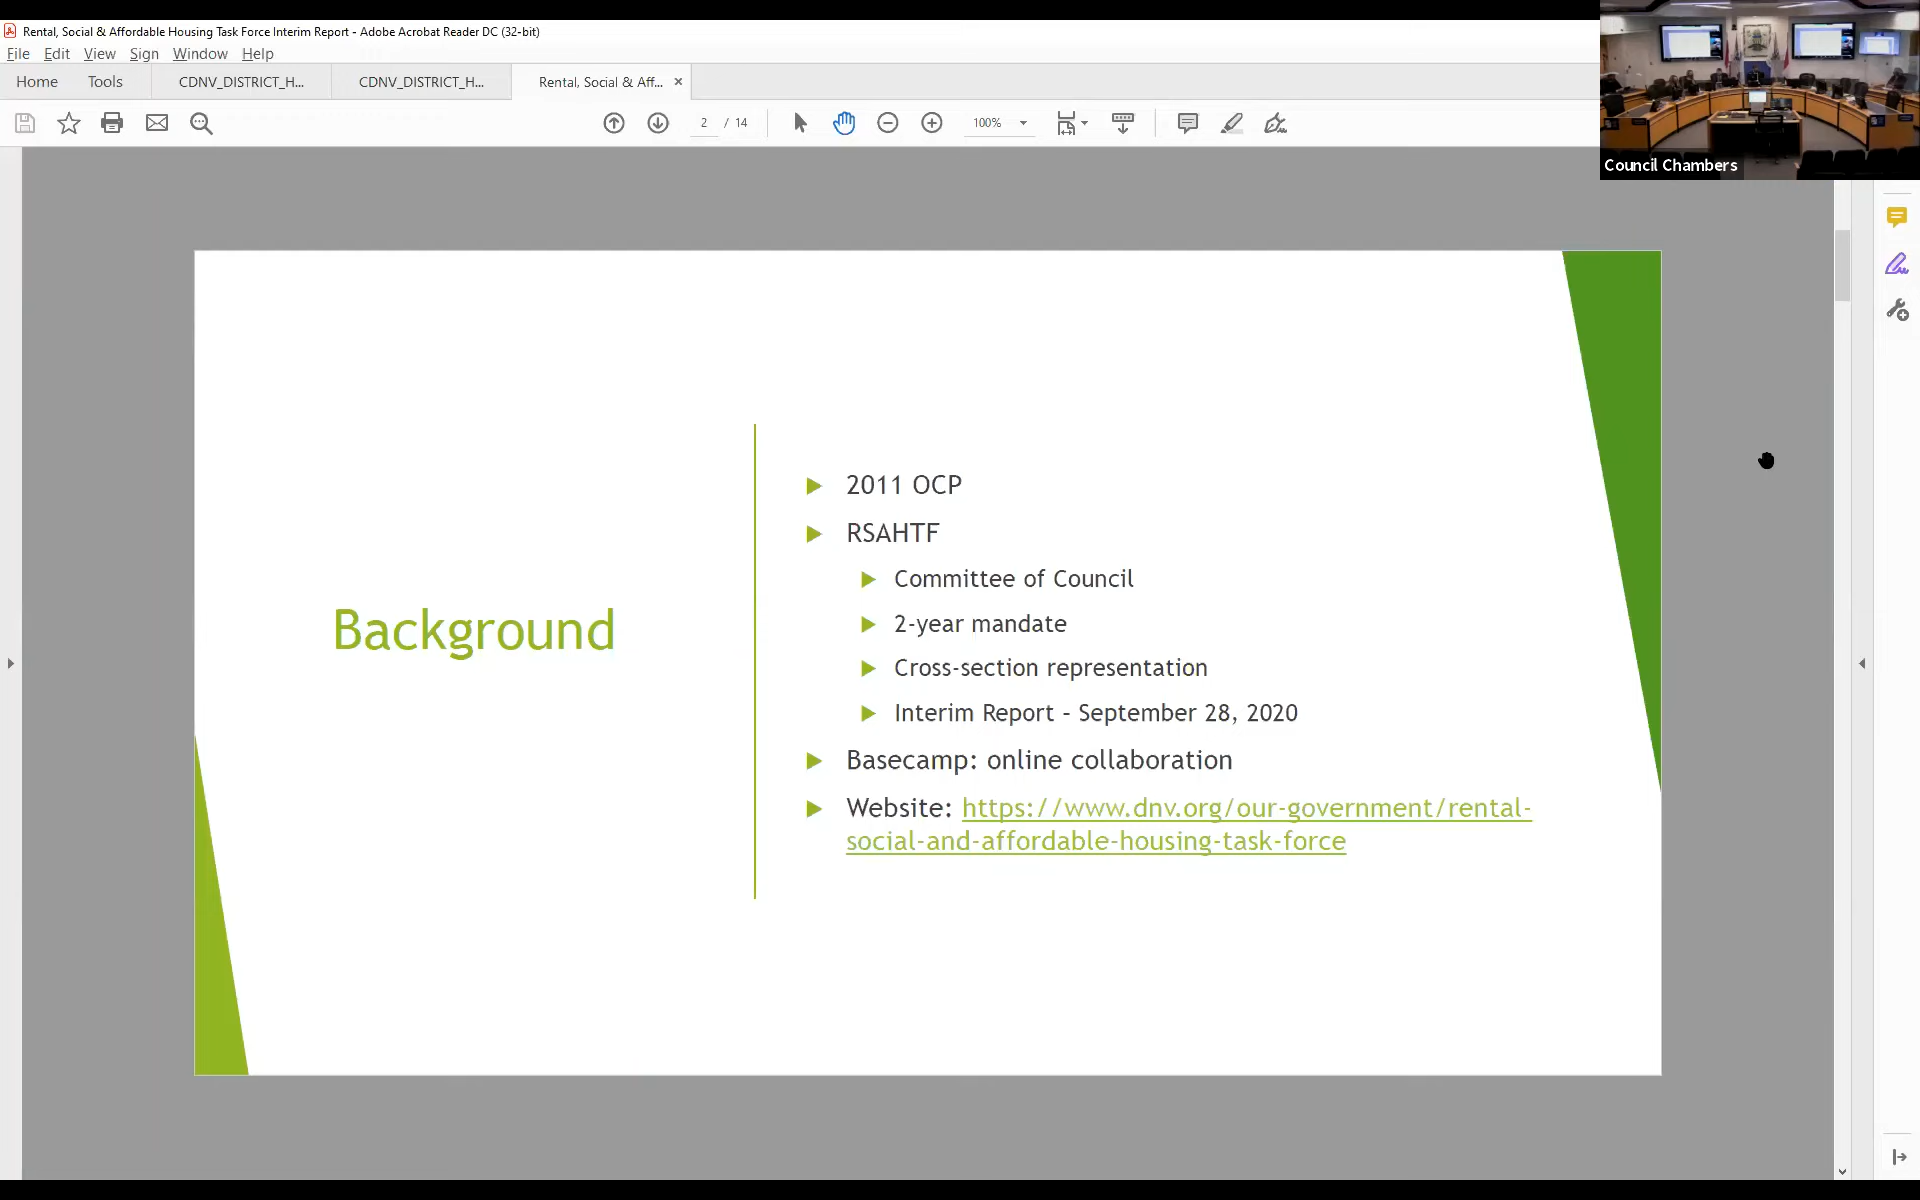 Rental, Social & Affordable Housing Task Force Interim Report - Adobe Acrobat Reader DC (32-bit)
File Edit View Sign Window Help
Home Tools CDNV_DISTRICT_H... CDNV_DISTRICT_H... Rental, Social & Aff... ×
2 / 14 100%
Council Chambers
Background
2011 OCP
RSAHTF
Committee of Council
2-year mandate
Cross-section representation
Interim Report – September 28, 2020
Basecamp: online collaboration
Website: https://www.dnv.org/our-government/rental-
social-and-affordable-housing-task-force